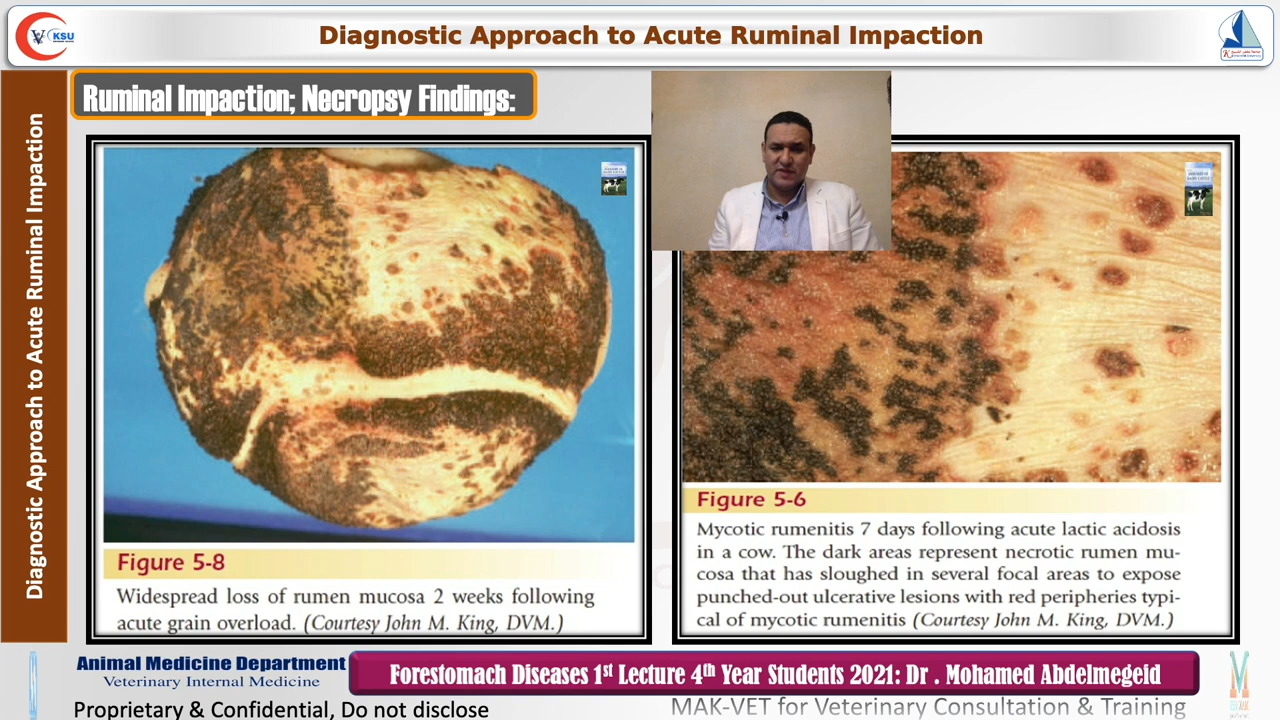 KSU
Diagnostic Approach to Acute Ruminal Impaction
Diagnostic Approach to Acute Ruminal Impaction
Ruminal Impaction; Necropsy Findings:
Figure 5-8
Widespread loss of rumen mucosa 2 weeks following
acute grain overload. (Courtesy John M. King, DVM.)
Figure 5-6
Mycotic rumenitis 7 days following acute lactic acidosis
in a cow. The dark areas represent necrotic rumen mu-
cosa that has sloughed in several focal areas to expose
punched-out ulcerative lesions with red peripheries typi-
cal of mycotic rumenitis (Courtesy John M. King, DVM.)
Animal Medicine Department
Veterinary Internal Medicine
Forestomach Diseases 1st Lecture 4th Year Students 2021: Dr . Mohamed Abdelmegeid
Proprietary & Confidential, Do not disclose
MAK-VET for Veterinary Consultation & Training